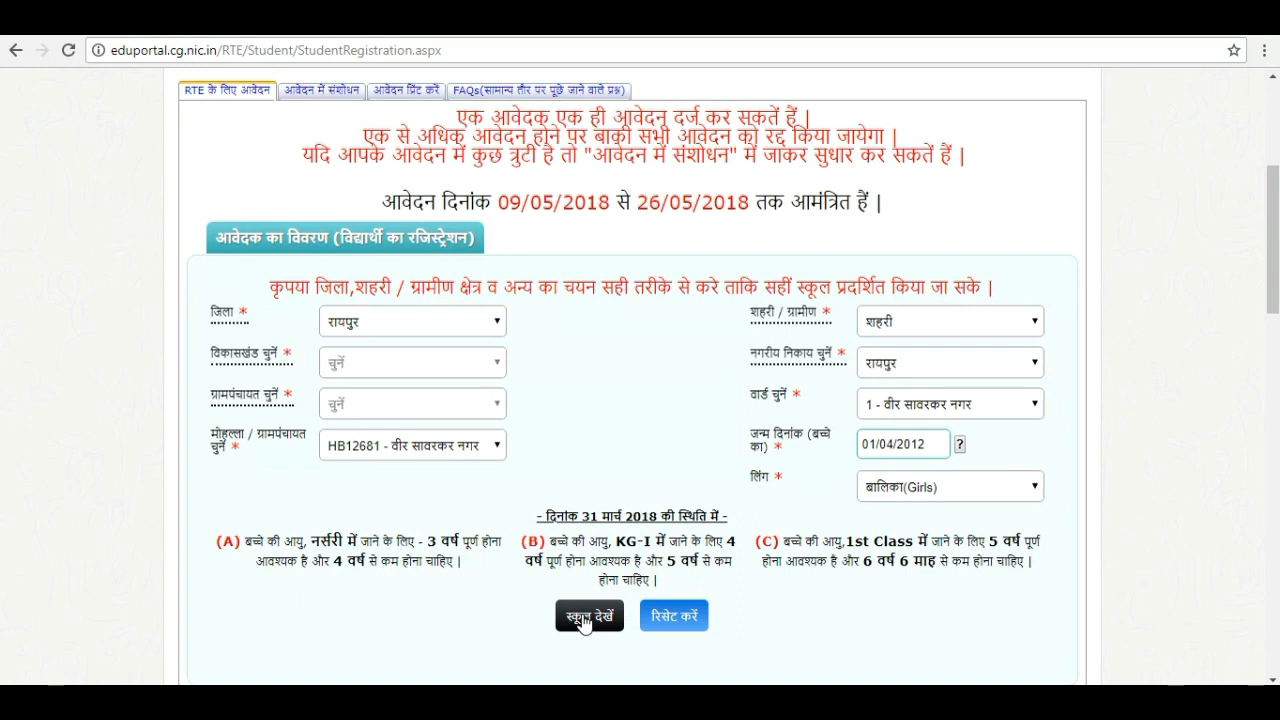 eduportal.cg.nic.in/RTE/Student/StudentRegistration.aspx
RTE के लिए आवेदन आवेदन में संशोधन आवेदन प्रिंट करें FAQs(सामान्य तौर पर पूछे जाने वाले प्रश्न)
एक आवेदक एक ही आवेदन दर्ज कर सकतें हैं |
एक से अधिक आवेदन होने पर बाकी सभी आवेदन को रद्द किया जायेगा |
यदि आपके आवेदन में कुछ त्रुटी हे तो "आवेदन में संशोधन" में जाकर सुधार कर सकतें हैं |
आवेदन दिनांक 09/05/2018 से 26/05/2018 तक आमंत्रित हैं |
आवेदक का विवरण (विद्यार्थी का रजिस्ट्रेशन)
कृपया जिला,शहरी / ग्रामीण क्षेत्र व अन्य का चयन सही तरीके से करे ताकि सहीं स्कूल प्रदर्शित किया जा सके |
जिला * रायपुर शहरी / ग्रामीण * शहरी
विकासखंड चुनें * चुनें नगरीय निकाय चुनें * रायपुर
ग्रामपंचायत चुनें * चुनें वार्ड चुनें * 1 - वीर सावरकर नगर
मोहल्ला / ग्रामपंचायत
चुनें * HB12681 - वीर सावरकर नगर
जन्म दिनांक (बच्चे
का) * 01/04/2012 ?
लिंग * बालिका(Girls)
- दिनांक 31 मार्च 2018 की स्थिति में -
(A) बच्चे की आयु, नर्सरी में जाने के लिए - 3 वर्ष पूर्ण होना
आवश्यक है और 4 वर्ष से कम होना चाहिए |
(B) बच्चे की आयु, KG-I में जाने के लिए 4
वर्ष पूर्ण होना आवश्यक है और 5 वर्ष से कम
होना चाहिए |
(C) बच्चे की आयु,1st Class में जाने के लिए 5 वर्ष पूर्ण
होना आवश्यक है और 6 वर्ष 6 माह से कम होना चाहिए |
स्कूल देखें रिसेट करें